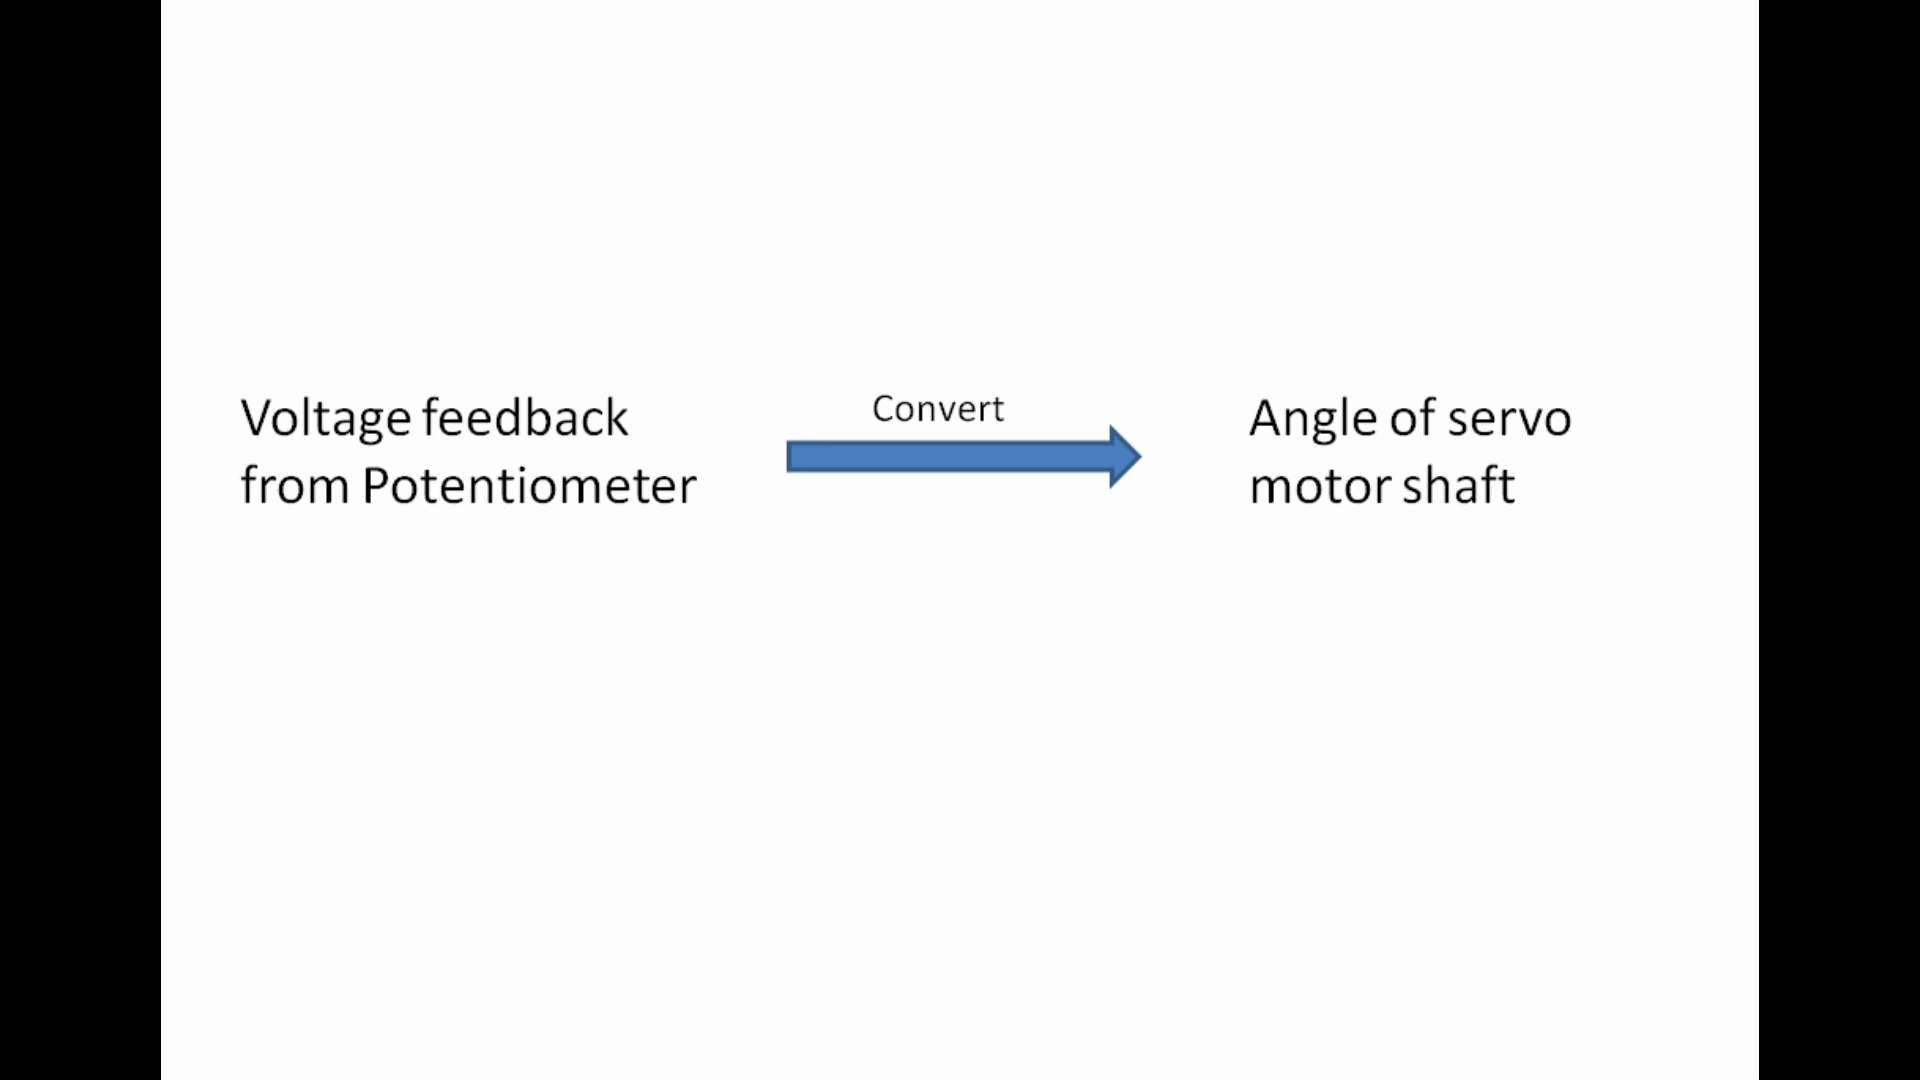 Voltage feedback
from Potentiometer
Convert
Angle of servo
motor shaft